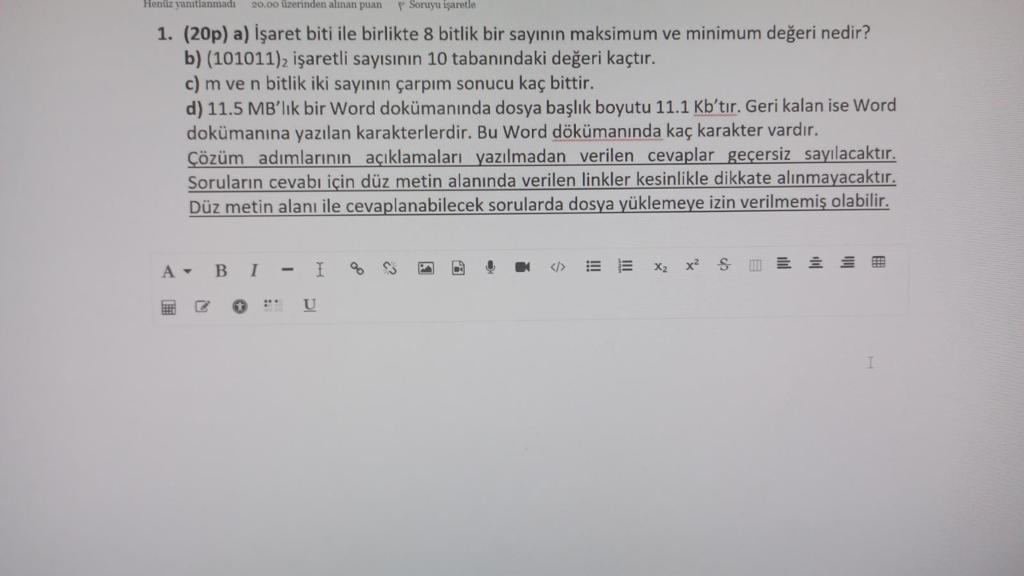 Henüz yanıtlanmadı 20.00 üzerinden alınan puan Soruyu işaretle
1. (20p) a) İşaret biti ile birlikte 8 bitlik bir sayının maksimum ve minimum değeri nedir?
b) (101011)₂ işaretli sayısının 10 tabanındaki değeri kaçtır.
c) m ve n bitlik iki sayının çarpım sonucu kaç bittir.
d) 11.5 MB'lık bir Word dokümanında dosya başlık boyutu 11.1 Kb'tır. Geri kalan ise Word
dokümanına yazılan karakterlerdir. Bu Word dökümanında kaç karakter vardır.
Çözüm adımlarının açıklamaları yazılmadan verilen cevaplar geçersiz sayılacaktır.
Soruların cevabı için düz metin alanında verilen linkler kesinlikle dikkate alınmayacaktır.
Düz metin alanı ile cevaplanabilecek sorularda dosya yüklemeye izin verilmemiş olabilir.
A B I x₂ x² S
U